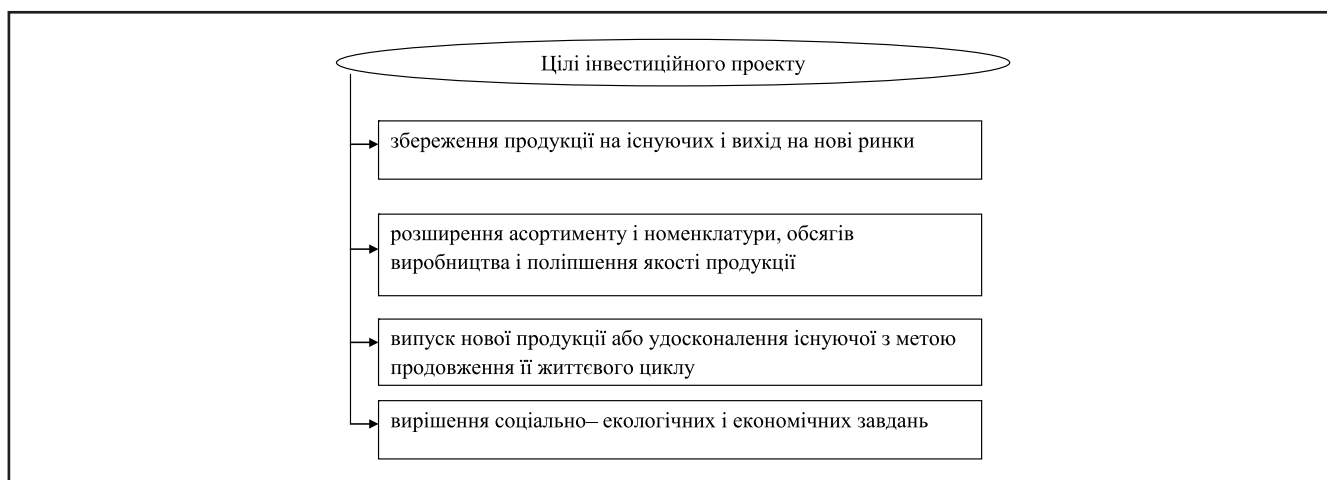 Цілі інвестиційного проекту
збереження продукції на існуючих і вихід на нові ринки
розширення асортименту і номенклатури, обсягів
виробництва і поліпшення якості продукції
випуск нової продукції або удосконалення існуючої з метою
продовження її життєвого циклу
вирішення соціально– екологічних і економічних завдань